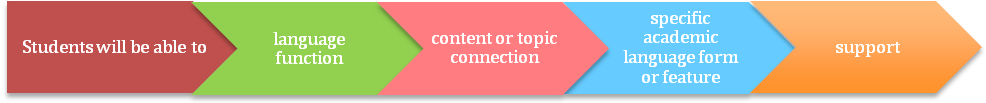 Students will be able to
language
function
content or topic
connection
specific
academic
language form
or feature
support